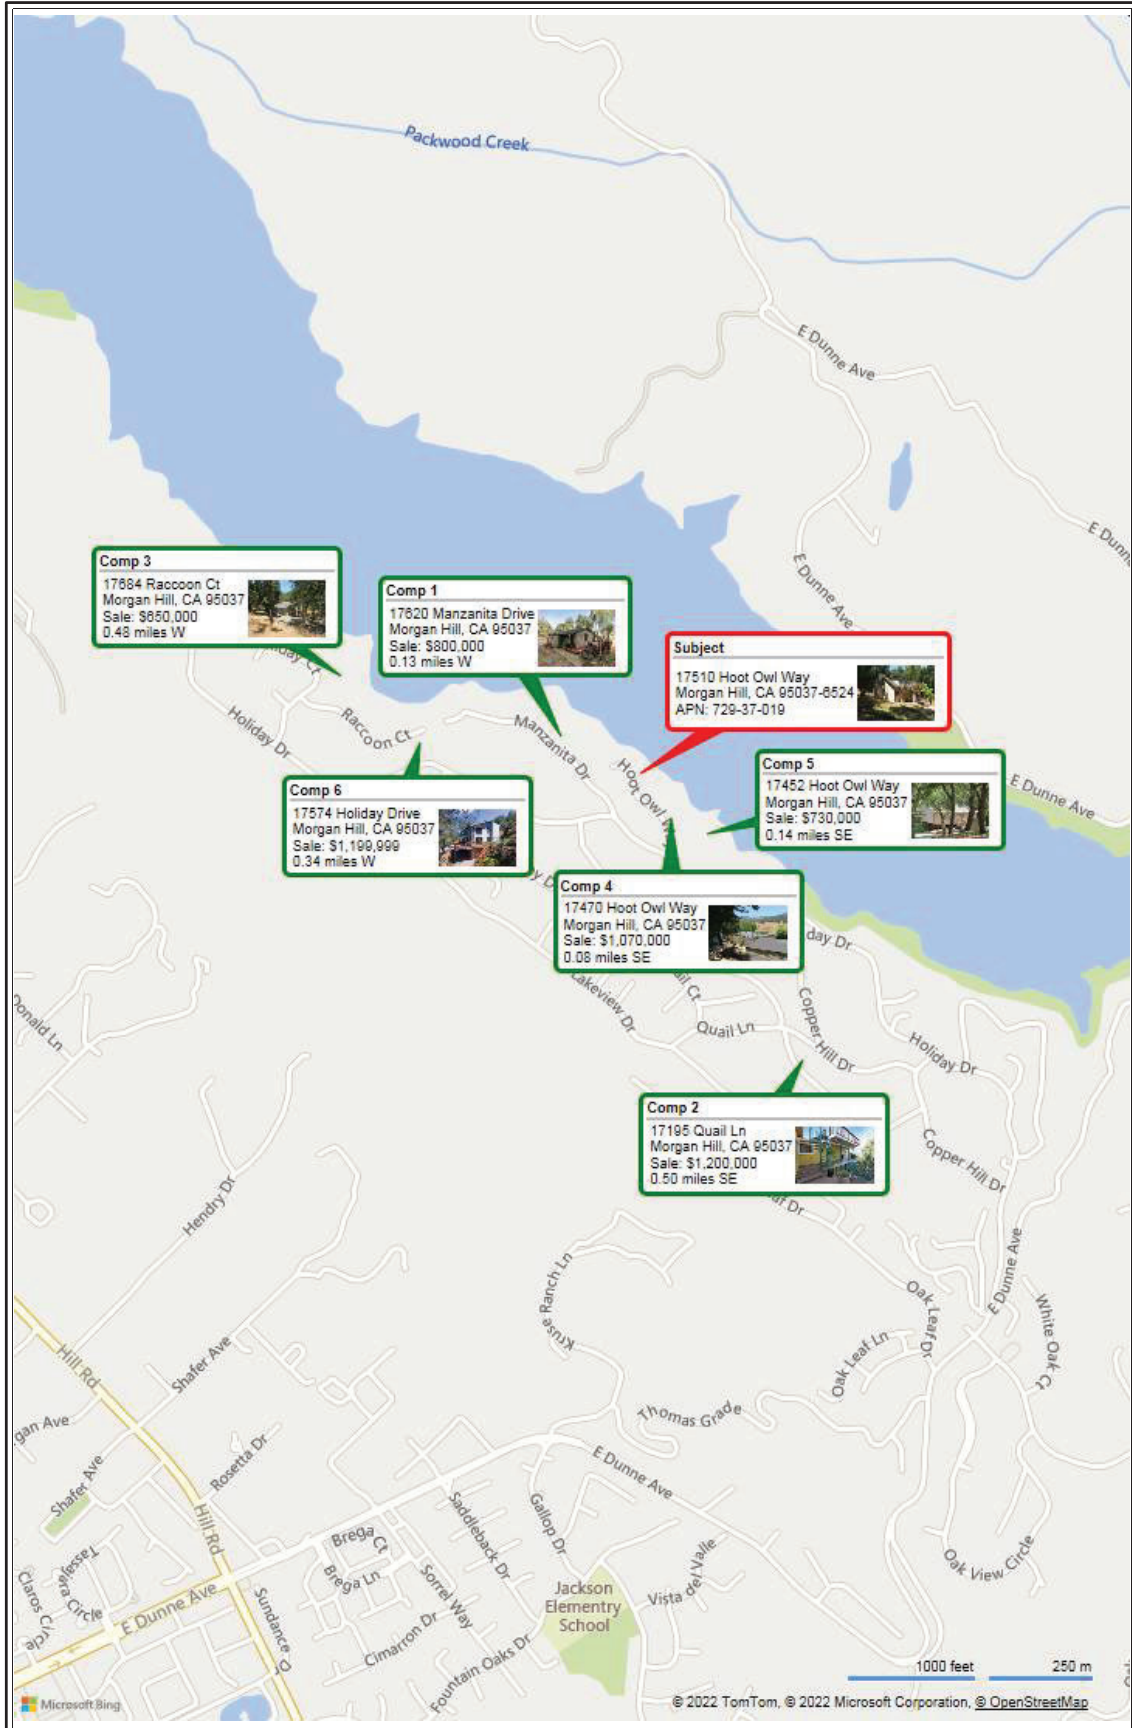 Packwood Creek
E Dunne Ave
E Dunne Ave
Comp 3
17684 Raccoon Ct
Morgan Hill, CA 95037
Sale: $650,000
0.48 miles W
Comp 1
17620 Manzanita Drive
Morgan Hill, CA 95037
Sale: $800,000
0.13 miles W
Subject
17510 Hoot Owl Way
Morgan Hill, CA 95037-6524
APN: 729-37-019
Holiday Dr
Raccoon Ct
Manzanita Dr
Hoot Owl
Comp 5
17452 Hoot Owl Way
Morgan Hill, CA 95037
Sale: $730,000
0.14 miles SE
E Dunne Ave
Comp 6
17574 Holiday Drive
Morgan Hill, CA 95037
Sale: $1,199,999
0.34 miles W
Comp 4
17470 Hoot Owl Way
Morgan Hill, CA 95037
Sale: $1,070,000
0.08 miles SE
day Dr
Lakeview Dr
Quail Ln
Copper Hill Dr
Holiday Dr
Donald Ln
Comp 2
17195 Quail Ln
Morgan Hill, CA 95037
Sale: $1,200,000
0.50 miles SE
Copper Hill Dr
Hendry Dr
Kruse Ranch Ln
E Dunne Ave
Oak Leaf Dr
White Oak Ct
Oak Leaf Ln
Hill Rd
Shafer Ave
Thomas Grade
gan Ave
Rosetta Dr
Shafer Ave
E Dunne Ave
Saddleback Dr
Gallop Dr
Hill Rd
Brega Ct
Brega Ln
Sorrel Way
Oak View Circle
Vista del Valle
Jackson
Elementry
School
Claros Circle
E Dunne Ave
Sundance D
Cimarron Dr
Fountain Oaks Dr
1000 feet
250 m
Microsoft Bing
© 2022 TomTom, © 2022 Microsoft Corporation, © OpenStreetMap